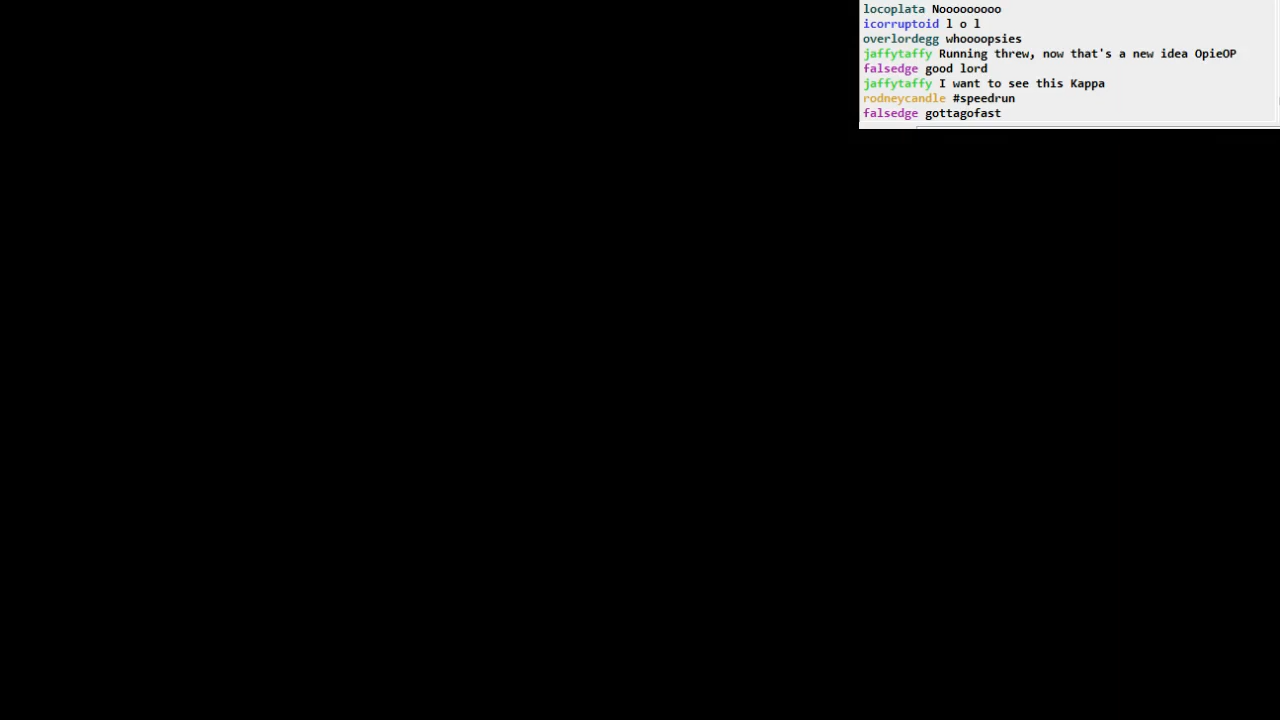 locoplata Nooooooooo
icorruptoid l o l
overlordegg whoooopsies
jaffytaffy Running threw, now that's a new idea OpieOP
falsedge good lord
jaffytaffy I want to see this Kappa
rodneycandle #speedrun
falsedge gottagofast